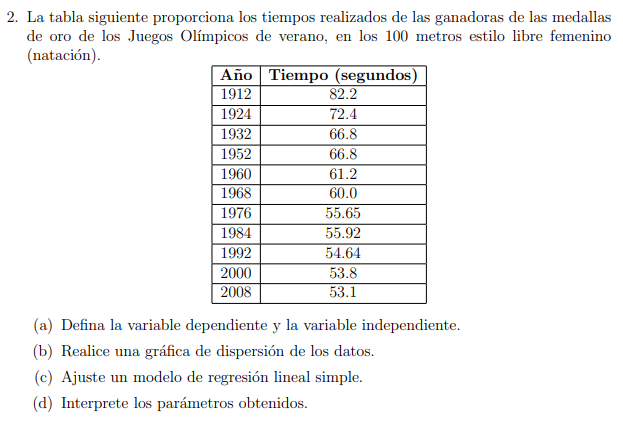 2. La tabla siguiente proporciona los tiempos realizados de las ganadoras de las medallas
de oro de los Juegos Olímpicos de verano, en los 100 metros estilo libre femenino
(natación).
Año Tiempo (segundos)
1912 82.2
1924 72.4
1932 66.8
1952 66.8
1960 61.2
1968 60.0
1976 55.65
1984 55.92
1992 54.64
2000 53.8
2008 53.1
(a) Defina la variable dependiente y la variable independiente.
(b) Realice una gráfica de dispersión de los datos.
(c) Ajuste un modelo de regresión lineal simple.
(d) Interprete los parámetros obtenidos.